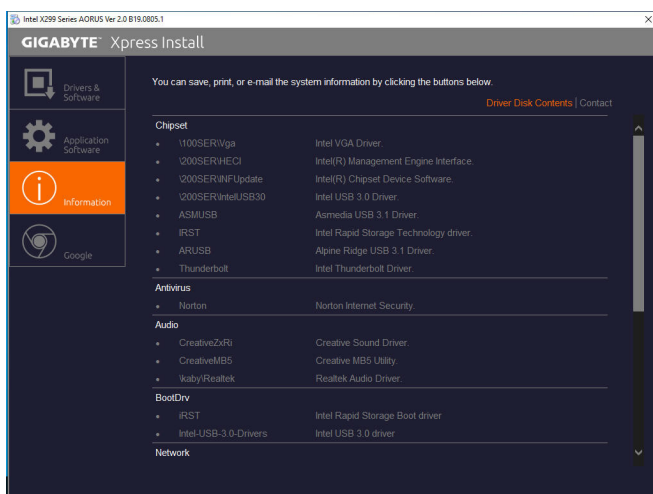 Intel X299 Series AORUS Ver 2.0 B19.0805.1
GIGABYTE™ Xpress Install
Drivers &
Software
Application
Software
Information
Google
You can save, print, or e-mail the system information by clicking the buttons below.
Driver Disk Contents | Contact
Chipset
• \100SER\Vga Intel VGA Driver.
• \200SER\HECI Intel(R) Management Engine Interface.
• \200SER\INFUpdate Intel(R) Chipset Device Software.
• \200SER\IntelUSB30 Intel USB 3.0 Driver.
• ASMUSB Asmedia USB 3.1 Driver.
• IRST Intel Rapid Storage Technology driver.
• ARUSB Alpine Ridge USB 3.1 Driver.
• Thunderbolt Intel Thunderbolt Driver.
Antivirus
• Norton Norton Internet Security.
Audio
• CreativeZxRi Creative Sound Driver.
• CreativeMB5 Creative MB5 Utility.
• \kaby\Realtek Realtek Audio Driver.
BootDrv
• iRST Intel Rapid Storage Boot driver
• Intel-USB-3.0-Drivers Intel USB 3.0 driver
Network